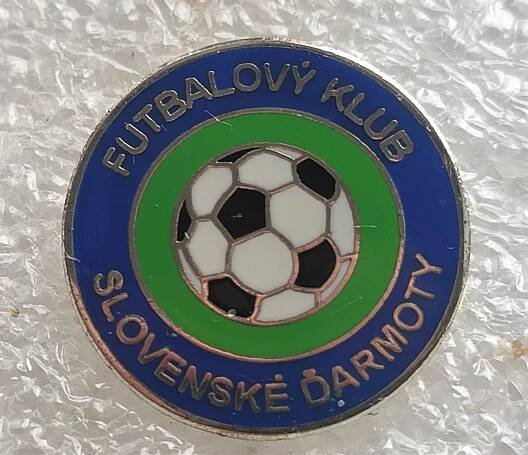 FUTBALOVÝ KLUB
SLOVENSKÉ ĎARMOTY